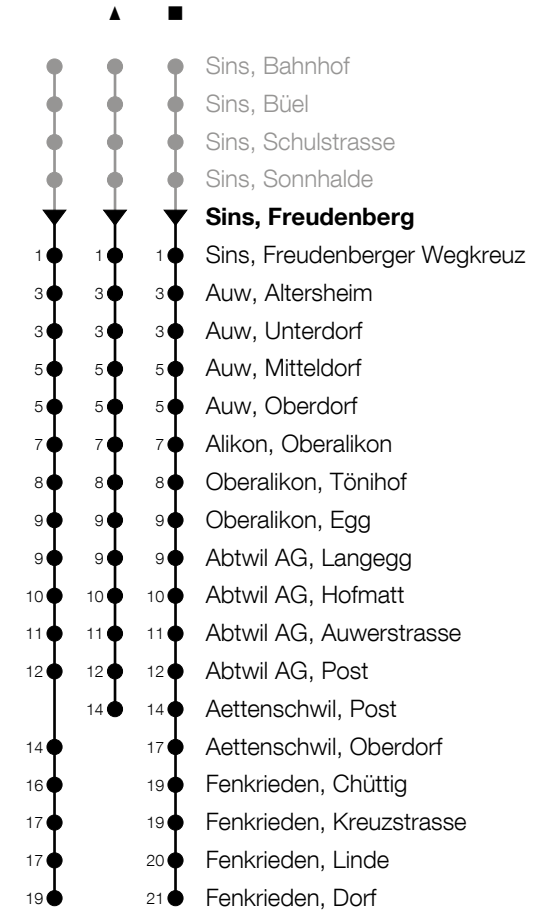 ▲ ■
Sins, Bahnhof
Sins, Büel
Sins, Schulstrasse
Sins, Sonnhalde
Sins, Freudenberg
1 1 1 Sins, Freudenberger Wegkreuz
3 3 3 Auw, Altersheim
3 3 3 Auw, Unterdorf
5 5 5 Auw, Mitteldorf
5 5 5 Auw, Oberdorf
7 7 7 Alikon, Oberalikon
8 8 8 Oberalikon, Tönihof
9 9 9 Oberalikon, Egg
9 9 9 Abtwil AG, Langegg
10 10 10 Abtwil AG, Hofmatt
11 11 11 Abtwil AG, Auwerstrasse
12 12 12 Abtwil AG, Post
14 14 Aettenschwil, Post
14 17 Aettenschwil, Oberdorf
16 19 Fenkrieden, Chüttig
17 19 Fenkrieden, Kreuzstrasse
17 20 Fenkrieden, Linde
19 21 Fenkrieden, Dorf